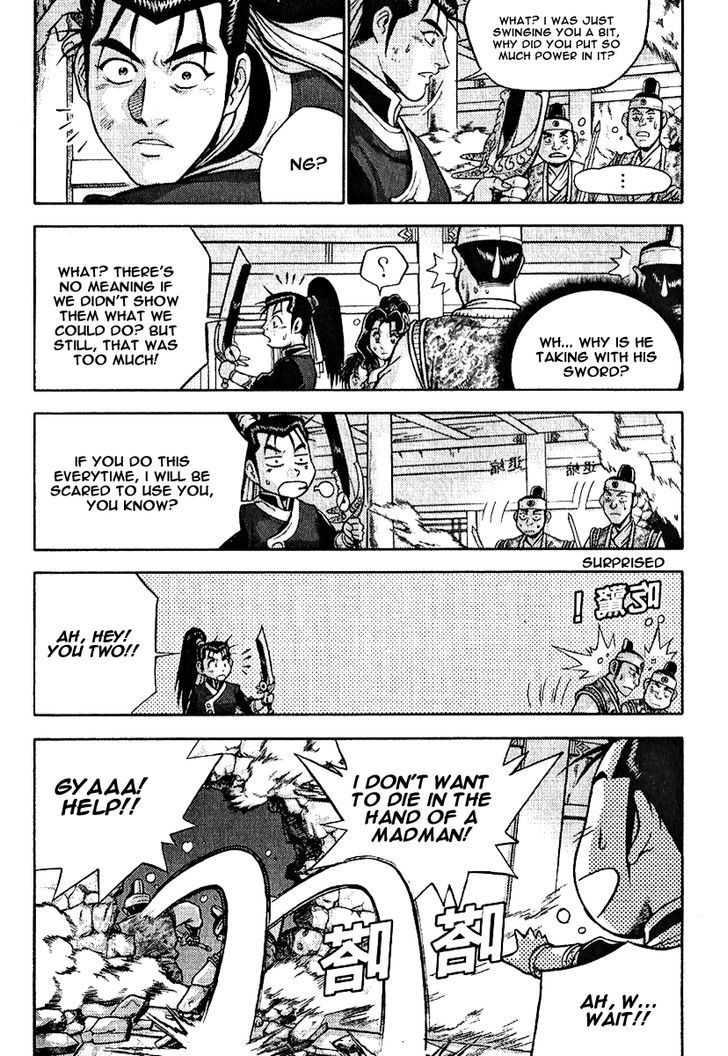 WHAT? I WAS JUST
SWINGING YOU A BIT,
WHY DID YOU PUT SO
MUCH POWER IN IT?
NG?
...
WHAT? THERE'S
NO MEANING IF
WE DIDN'T SHOW
THEM WHAT WE
COULD DO? BUT
STILL, THAT WAS
TOO MUCH!
?
WH... WHY IS HE
TAKING WITH HIS
SWORD?
IF YOU DO THIS
EVERYTIME, I WILL BE
SCARED TO USE YOU,
YOU KNOW?
SURPRISED
AH, HEY!
YOU TWO!!
GYAAA!
HELP!!
I DON'T WANT
TO DIE IN THE
HAND OF A
MADMAN!
AH, W...
WAIT!!